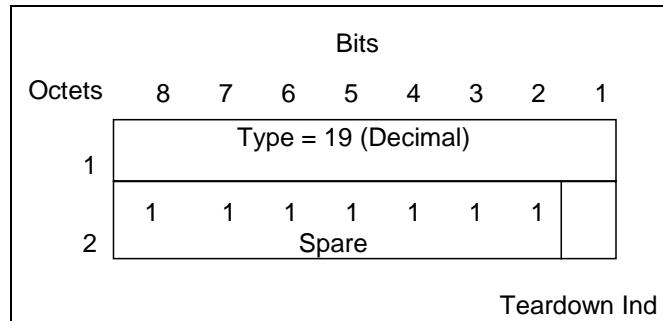 Bits
Octets 8 7 6 5 4 3 2 1
Type = 19 (Decimal)
1
1 1 1 1 1 1 1
2 Spare
Teardown Ind